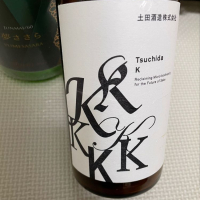 土田酒造株式会社
Tsuchida
K
Reclaiming Microorganisms
for the Future of Sake.
K
K
K
K
K